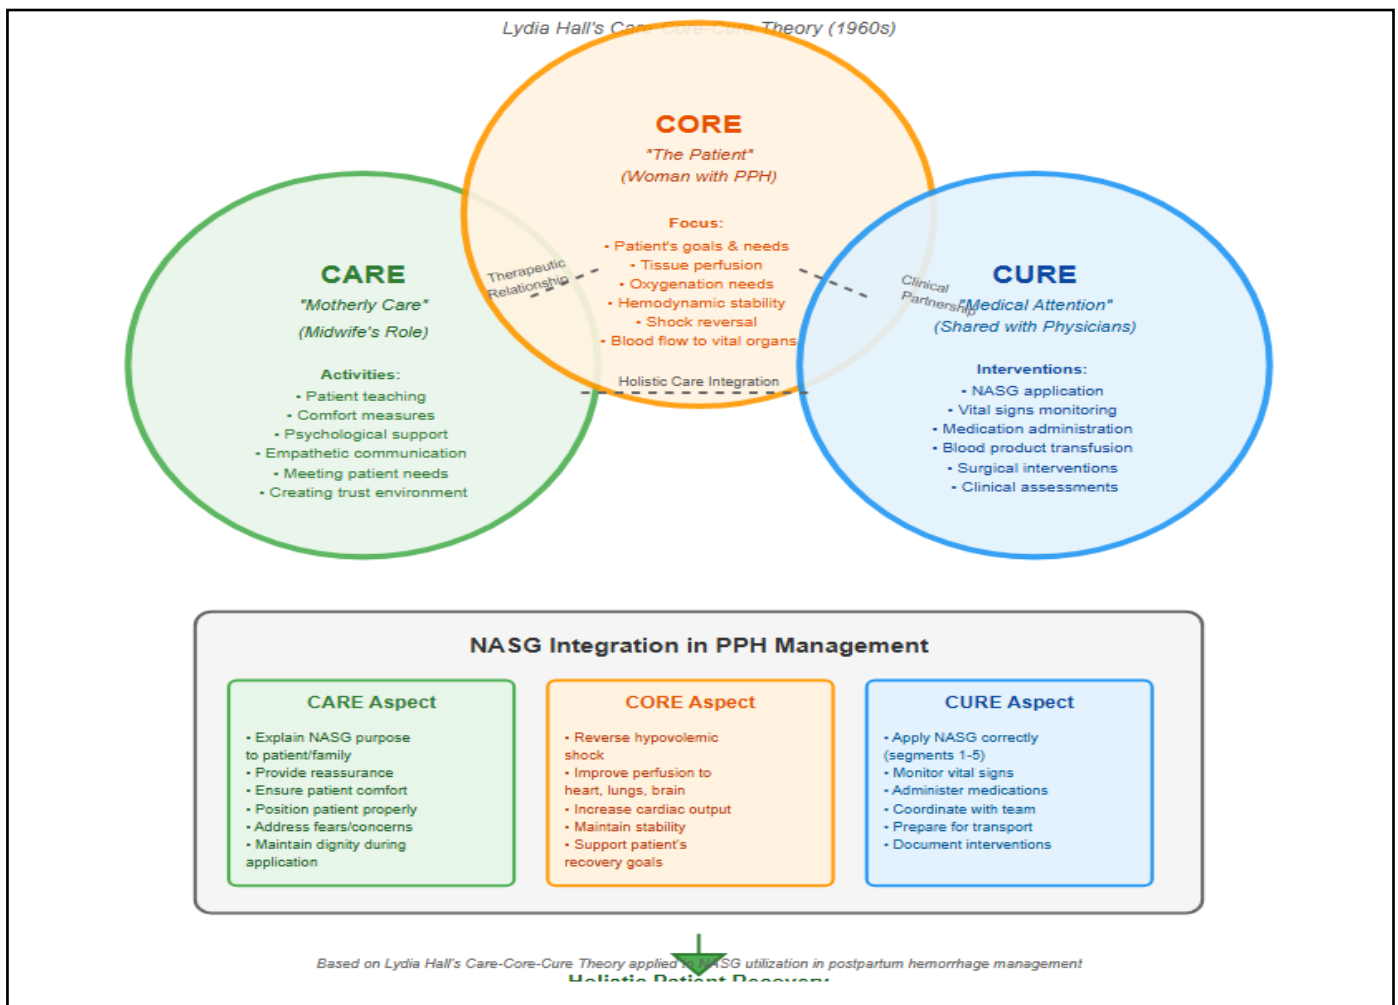 Lydia Hall's Care-Core-Cure Theory (1960s)
CORE
"The Patient"
(Woman with PPH)
Focus:
• Patient's goals & needs
• Tissue perfusion
• Oxygenation needs
• Hemodynamic stability
• Shock reversal
• Blood flow to vital organs
CARE
"Motherly Care"
(Midwife's Role)
Activities:
• Patient teaching
• Comfort measures
• Psychological support
• Empathetic communication
• Meeting patient needs
• Creating trust environment
Therapeutic
Relationship
Clinical
Partnership
Holistic Care Integration
CURE
"Medical Attention"
(Shared with Physicians)
Interventions:
• NASG application
• Vital signs monitoring
• Medication administration
• Blood product transfusion
• Surgical interventions
• Clinical assessments
NASG Integration in PPH Management
CARE Aspect
• Explain NASG purpose
to patient/family
• Provide reassurance
• Ensure patient comfort
• Position patient properly
• Address fears/concerns
• Maintain dignity during
application
CORE Aspect
• Reverse hypovolemic
shock
• Improve perfusion to
heart, lungs, brain
• Increase cardiac output
• Maintain stability
• Support patient's
recovery goals
CURE Aspect
• Apply NASG correctly
(segments 1-5)
• Monitor vital signs
• Administer medications
• Coordinate with team
• Prepare for transport
• Document interventions
Based on Lydia Hall's Care-Core-Cure Theory applied to NASG utilization in postpartum hemorrhage management
Holistic Patient Recovery